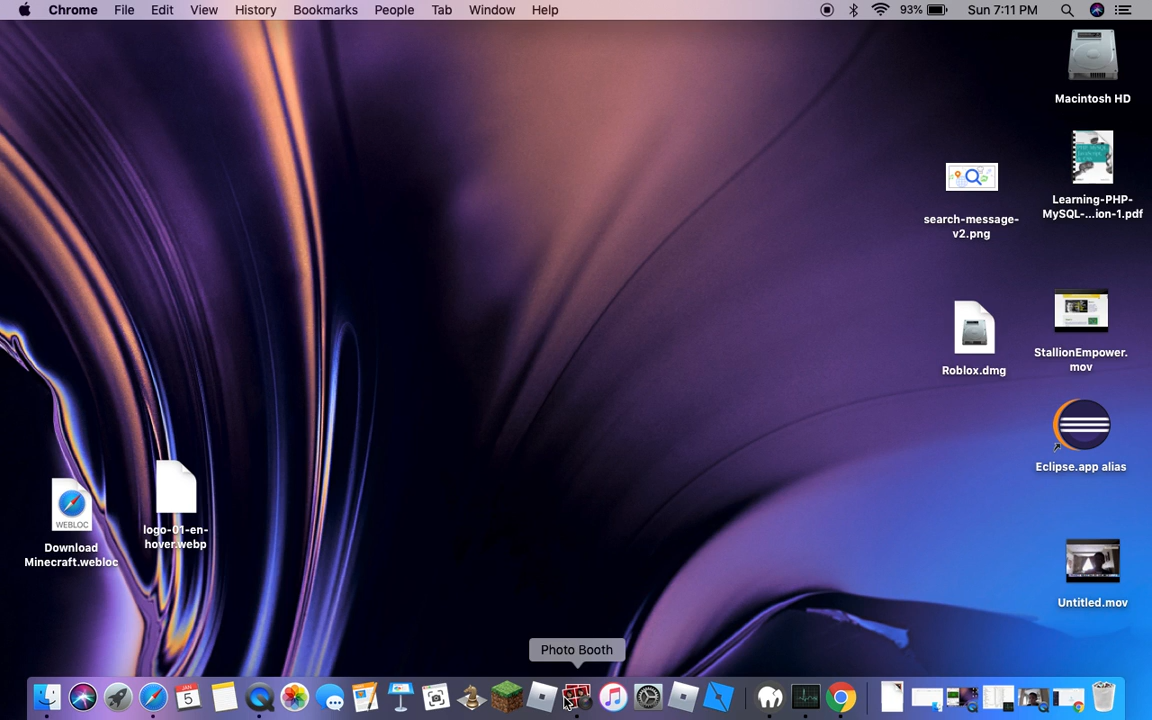 Chrome File Edit View History Bookmarks People Tab Window Help 93% Sun 7:11 PM
Macintosh HD
search-message-
v2.png
Learning-PHP-
MySQL-...ion-1.pdf
Roblox.dmg
StallionEmpower.
mov
Eclipse.app alias
WEBLOC
Download
Minecraft.webloc
logo-01-en-
hover.webp
Untitled.mov
Photo Booth
JAN
5